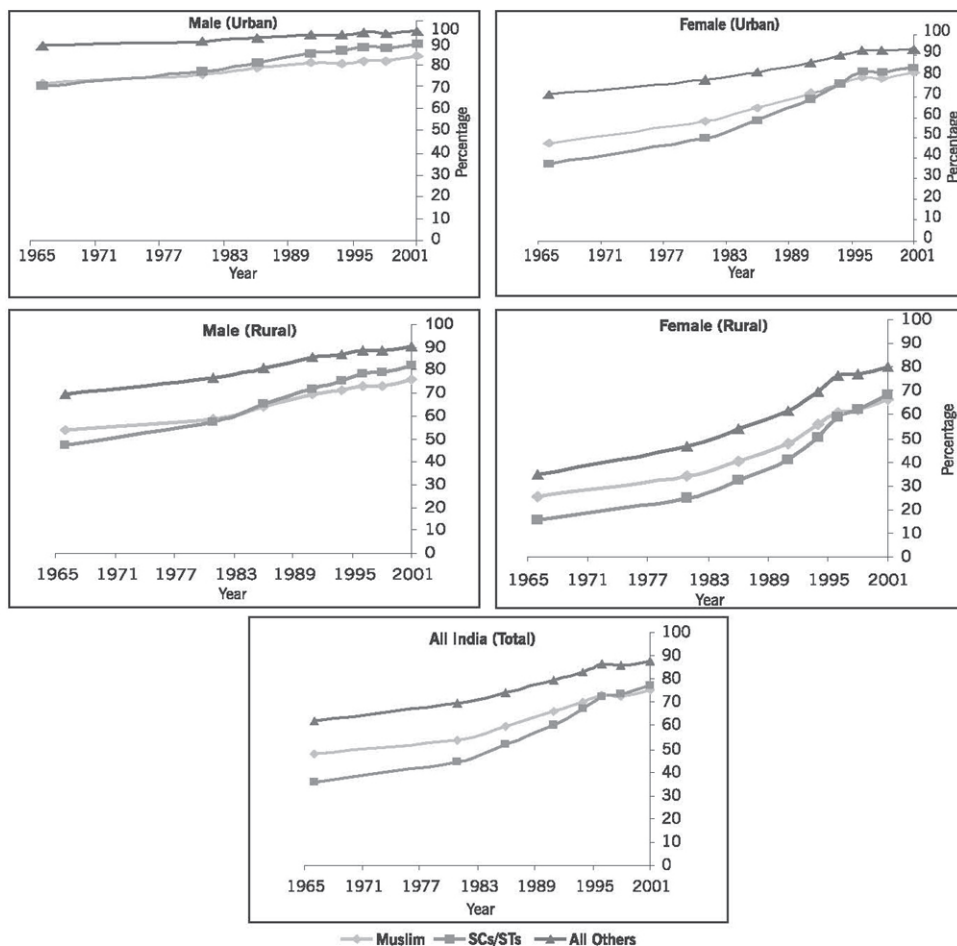 Male (Urban)
100
90
80
70
60
50
40
30
20
10
0
Percentage
1965 1971 1977 1983 1989 1995 2001
Year
Female (Urban)
100
90
80
70
60
50
40
30
20
10
0
Percentage
1965 1971 1977 1983 1989 1995 2001
Year
Male (Rural)
100
90
80
70
60
50
40
30
20
10
0
1965 1971 1977 1983 1989 1995 2001
Year
Female (Rural)
100
90
80
70
60
50
40
30
20
10
0
Percentage
1965 1971 1977 1983 1989 1995 2001
Year
All India (Total)
100
90
80
70
60
50
40
30
20
10
0
1965 1971 1977 1983 1989 1995 2001
Year
Muslim SCs/STs All Others